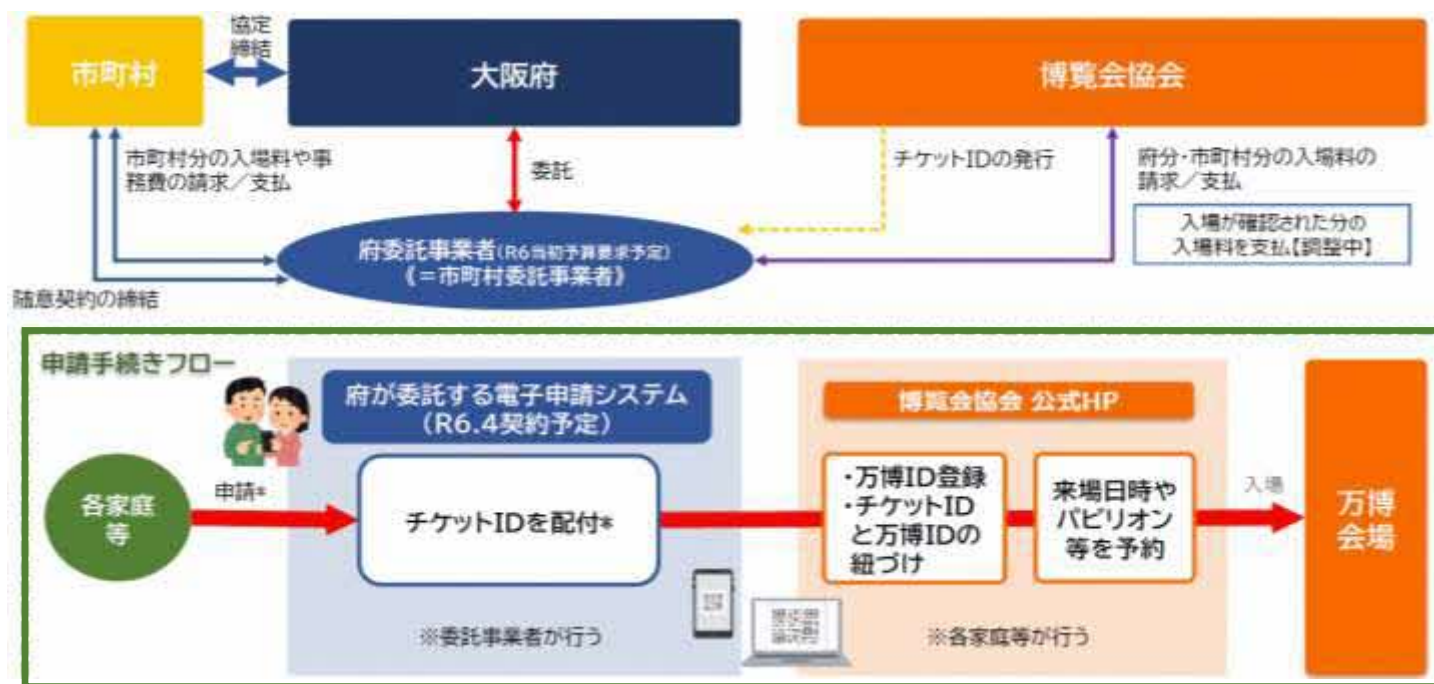 協定
締結
市町村
大阪府
博覧会協会
市町村分の入場料や事
務費の請求／支払
委託
チケットIDの発行
府分・市町村分の入場料の
請求／支払
入場が確認された分の
入場料を支払【調整中】
府委託事業者(R6当初予算要求予定)
《＝市町村委託事業者》
随意契約の締結
申請手続きフロー
府が委託する電子申請システム
（R6.4契約予定）
博覧会協会 公式HP
各家庭
等
申請*
チケットIDを配付*
・万博ID登録
・チケットID
と万博IDの
紐づけ
来場日時や
パビリオン
等を予約
入場
万博
会場
※委託事業者が行う
※各家庭等が行う